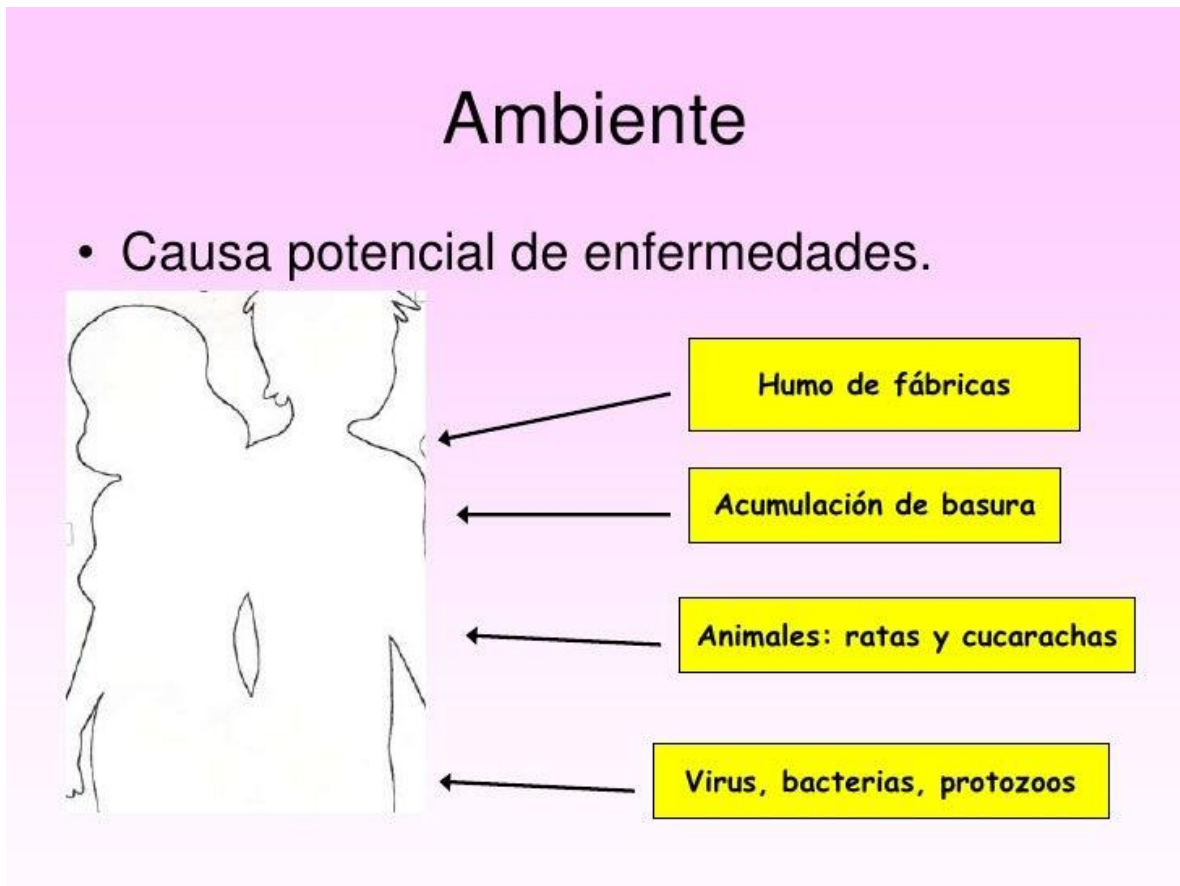 Ambiente
• Causa potencial de enfermedades.
Humo de fábricas
Acumulación de basura
Animales: ratas y cucarachas
Virus, bacterias, protozoos